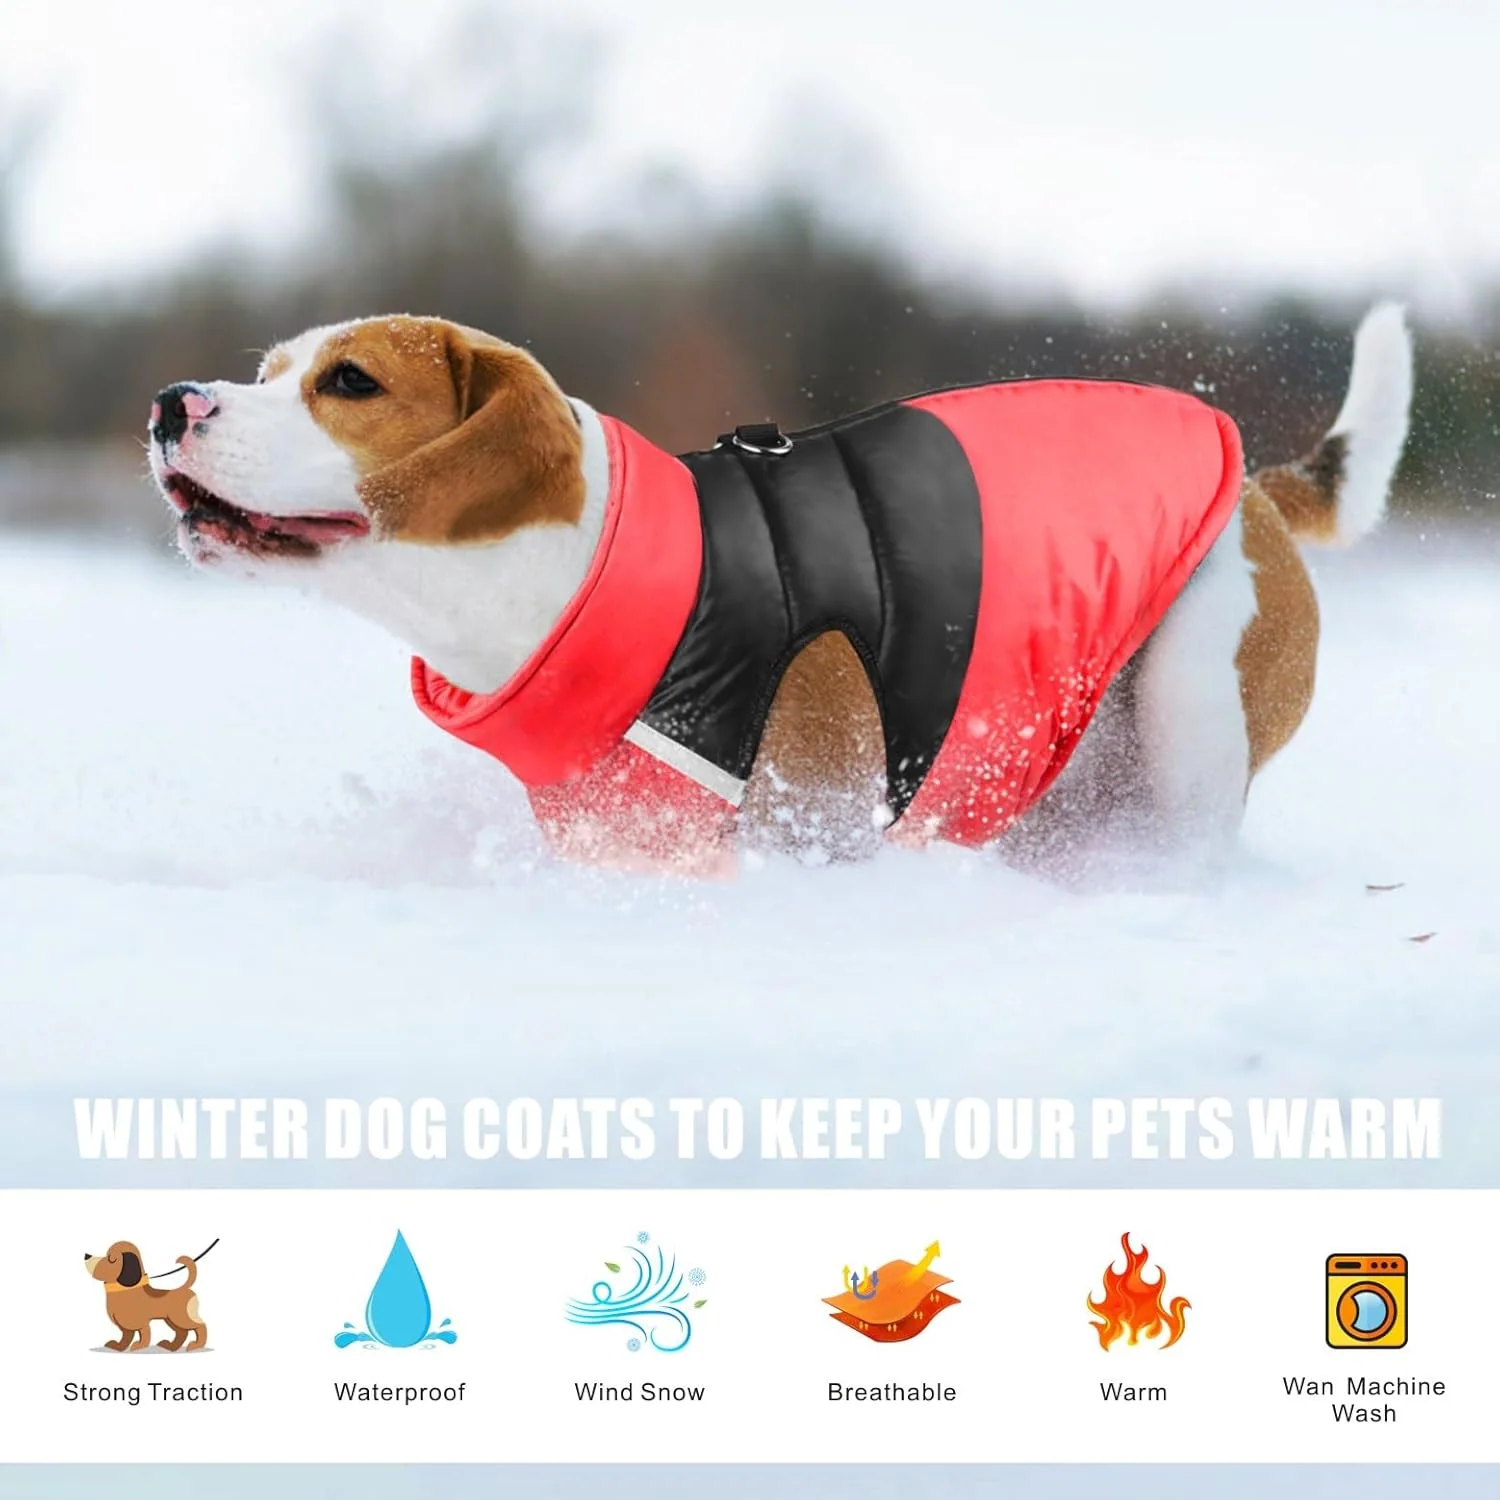 WINTER DOG COATS TO KEEP YOUR PETS WARM
Strong Traction
Waterproof
Wind Snow
Breathable
Warm
Wan Machine
Wash